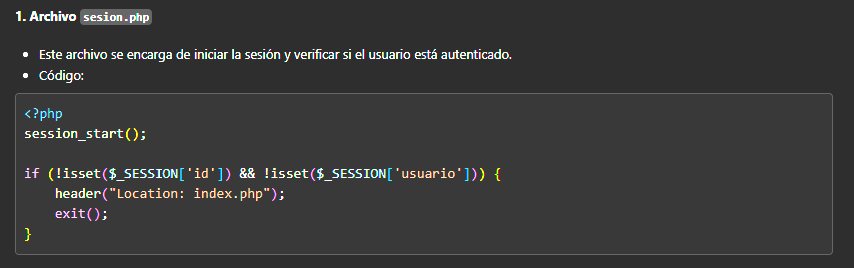 1. Archivo sesion.php
Este archivo se encarga de iniciar la sesión y verificar si el usuario está autenticado.
Código:
<?php
session_start();
if (!isset($_SESSION['id']) && !isset($_SESSION['usuario'])) {
    header("Location: index.php");
    exit();
}